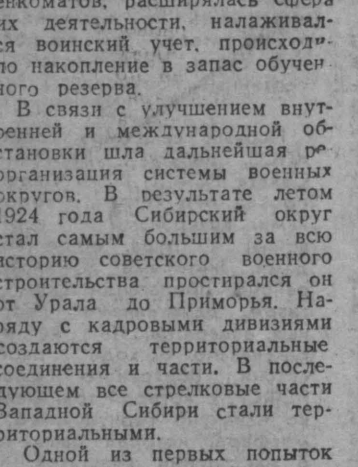 енкоматов, расширялась сфера
их деятельности, налаживал-
ся воинский учет, происходи-
ло накопление в запас обучен
ного резерва.
В связи с улучшением внут-
ренней и международной об-
становки шла дальнейшая ре
организация системы военных
округов. В результате летом
1924 года Сибирский округ
стал самым большим за всю
историю советского военного
строительства простирался он
от Урала до Приморья. На-
ряду с кадровыми дивизиями
создаются территориальные
соединения и части. В после-
дующем все стрелковые части
Западной Сибири стали тер-
риториальными.
Одной из первых попыток